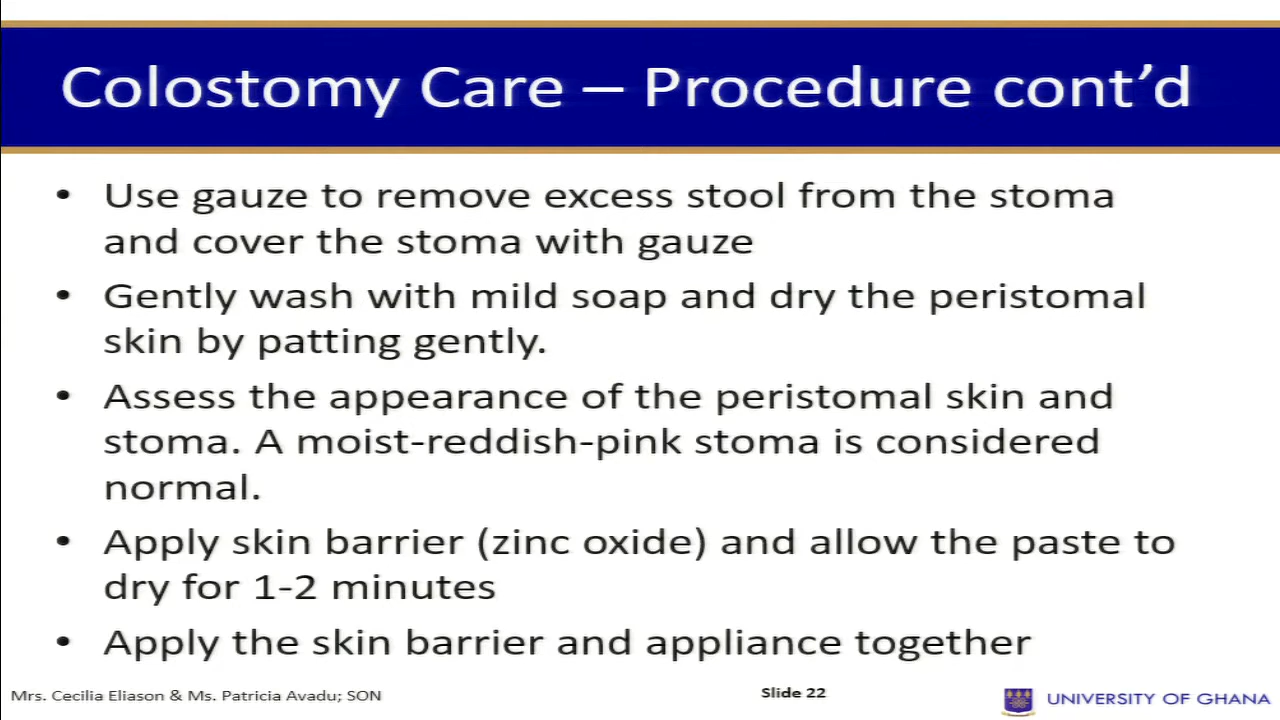 Colostomy Care – Procedure cont’d
• Use gauze to remove excess stool from the stoma
and cover the stoma with gauze
• Gently wash with mild soap and dry the peristomal
skin by patting gently.
• Assess the appearance of the peristomal skin and
stoma. A moist-reddish-pink stoma is considered
normal.
• Apply skin barrier (zinc oxide) and allow the paste to
dry for 1-2 minutes
• Apply the skin barrier and appliance together
Mrs. Cecilia Eliason & Ms. Patricia Avadu; SON
Slide 22
UNIVERSITY OF GHANA